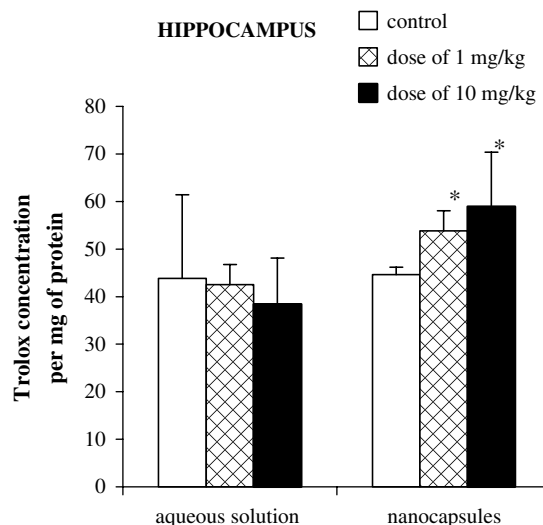 HIPPOCAMPUS
control
dose of 1 mg/kg
dose of 10 mg/kg
Trolox concentration
per mg of protein
80
70
60
50
40
30
20
10
0
*
*
aqueous solution
nanocapsules